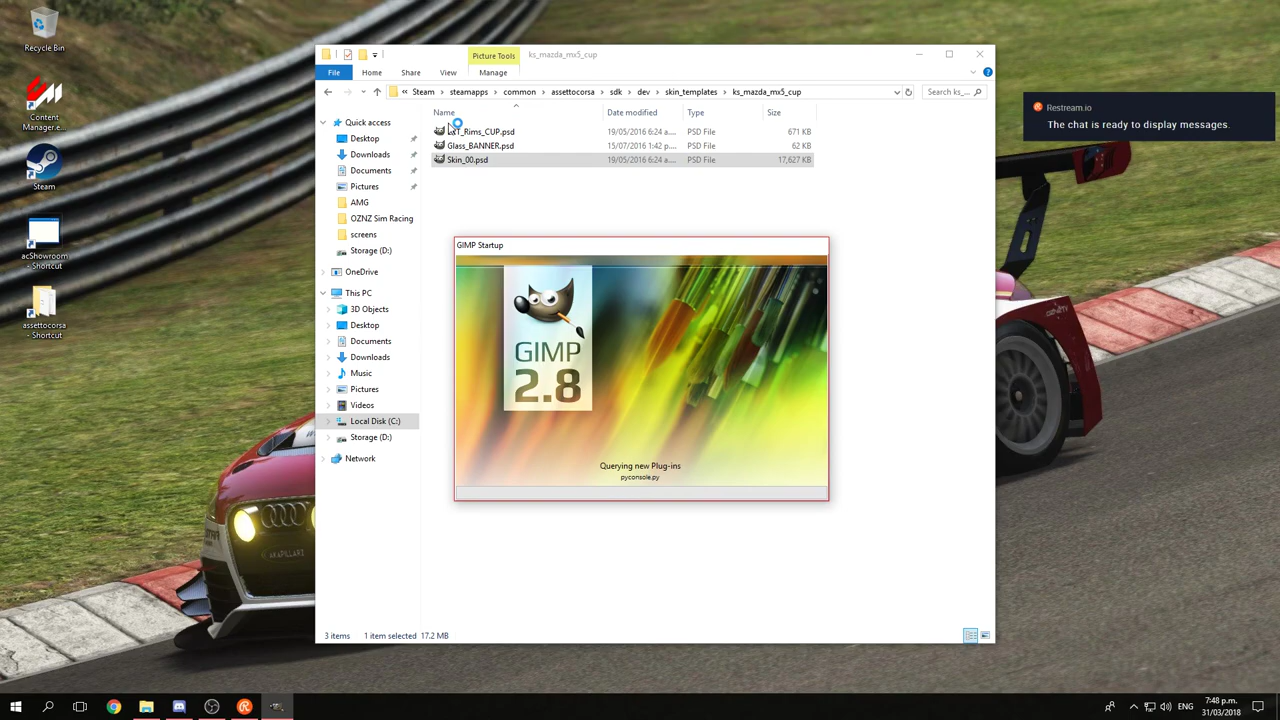 Recycle Bin
Content
Manager.e...
Steam
acShowroom
- Shortcut
assettocorsa
- Shortcut
Picture Tools
ks_mazda_mx5_cup
File
Home
Share
View
Manage
« Steam > steamapps > common > assettocorsa > sdk > dev > skin_templates > ks_mazda_mx5_cup
Search ks_...
Name
Date modified
Type
Size
Quick access
Desktop
Downloads
Documents
Pictures
AMG
OZNZ Sim Racing
screens
Storage (D:)
OneDrive
This PC
3D Objects
Desktop
Documents
Downloads
Music
Pictures
Videos
Local Disk (C:)
Storage (D:)
Network
T_Rims_CUP.psd
19/05/2016 6:24 a....
PSD File
671 KB
Glass_BANNER.psd
15/07/2016 1:42 p....
PSD File
62 KB
Skin_00.psd
19/05/2016 6:24 a....
PSD File
17,627 KB
GIMP Startup
GIMP
2.8
Querying new Plug-ins
pyconsole.py
3 items
1 item selected 17.2 MB
Restream.io
The chat is ready to display messages.
AKAPILLARI
ENG
7:48 p.m.
31/03/2018